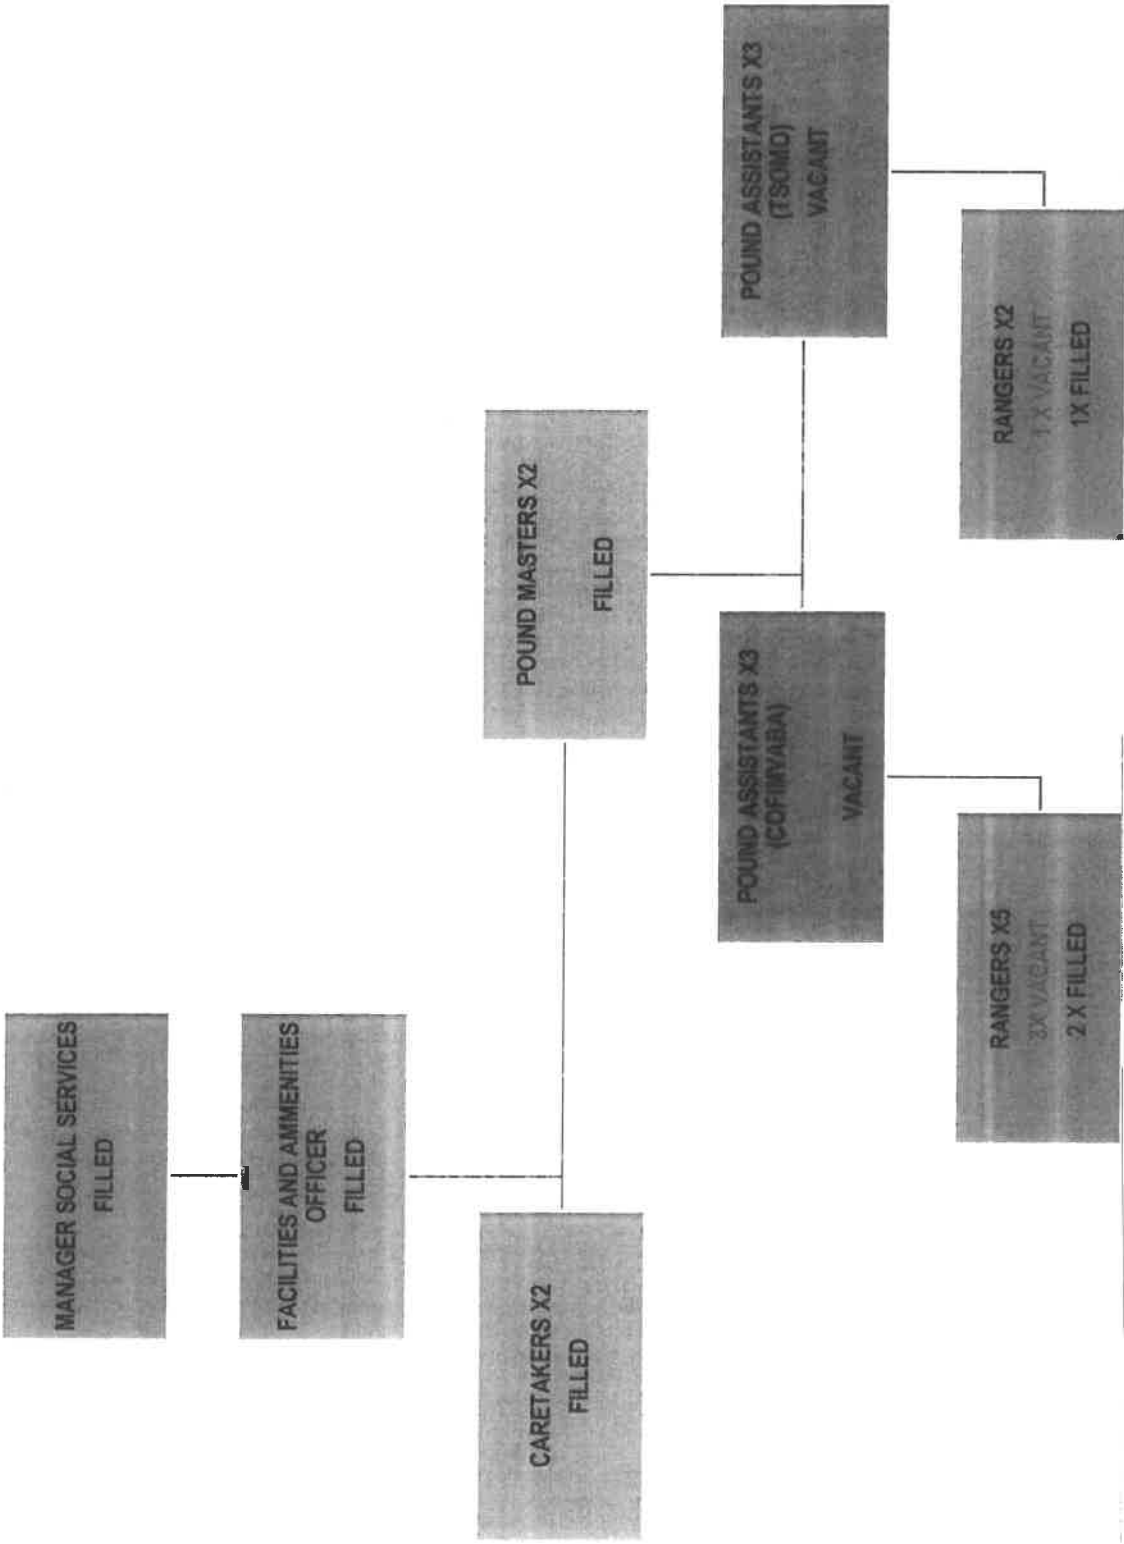 MANAGER SOCIAL SERVICES
FILLED
FACILITIES AND AMMENITIES
OFFICER
FILLED
CARETAKERS X2
FILLED
POUND MASTERS X2
FILLED
POUND ASSISTANTS X3
(COFIMVABA)
VACANT
POUND ASSISTANTS X3
(TSOMO)
VACANT
RANGERS X5
3X VACANT
2 X FILLED
RANGERS X2
1 X VACANT
1X FILLED